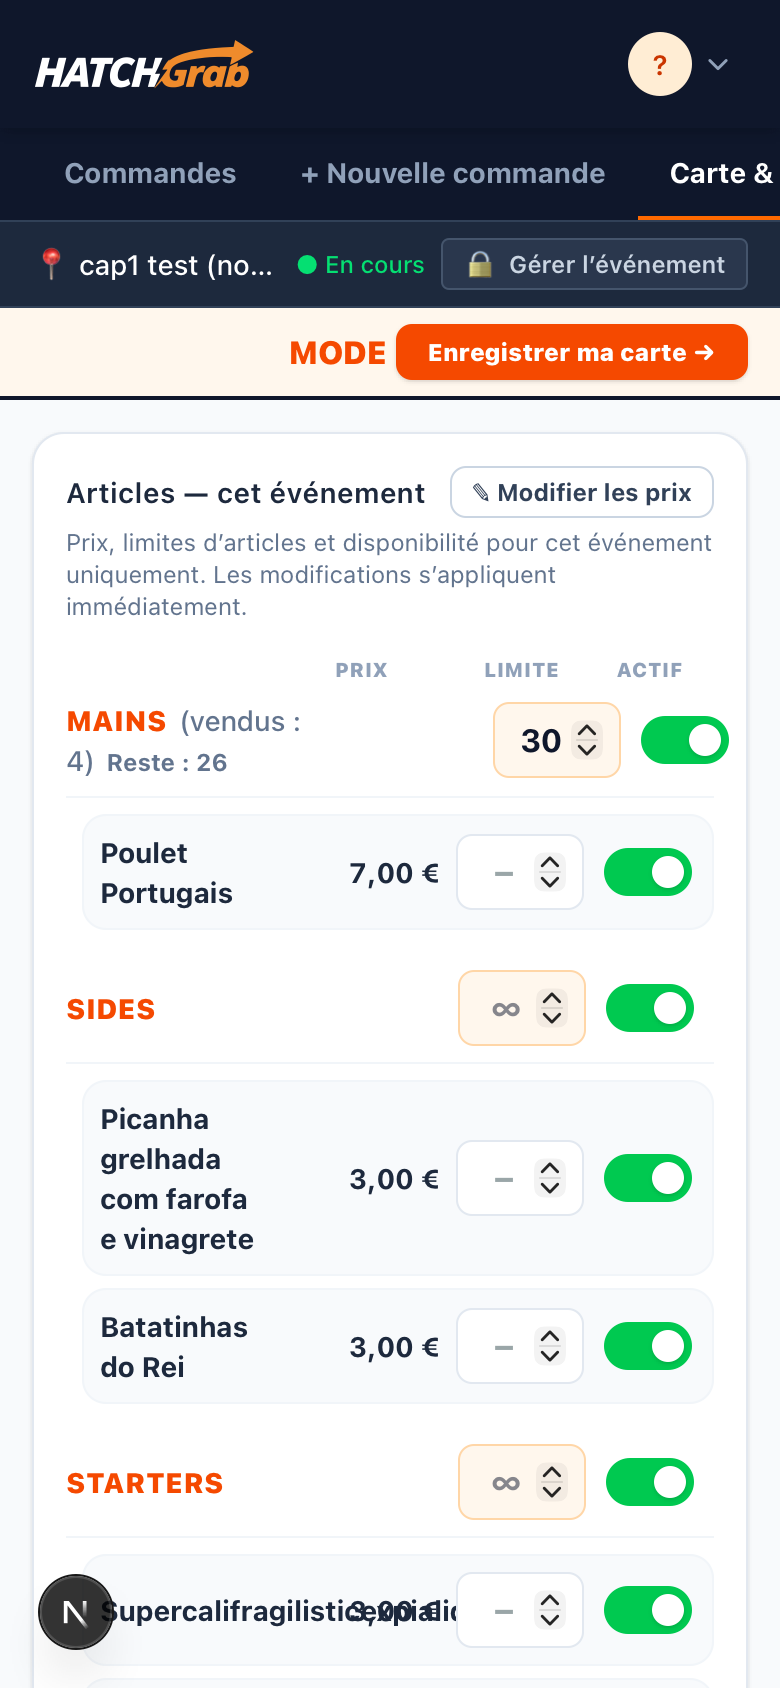 HATCHGrab
?
Commandes
+ Nouvelle commande
Carte &
cap1 test (no...
En cours
Gérer l’événement
MODE
Enregistrer ma carte →
Articles — cet événement
✎ Modifier les prix
Prix, limites d’articles et disponibilité pour cet événement
uniquement. Les modifications s’appliquent
immédiatement.
PRIX
LIMITE
ACTIF
MAINS (vendus :
4) Reste : 26
30
Poulet
Portugais
7,00 €
–
SIDES
∞
Picanha
grelhada
com farofa
e vinagrete
3,00 €
–
Batatinhas
do Rei
3,00 €
–
STARTERS
∞
N
3,00 €
–